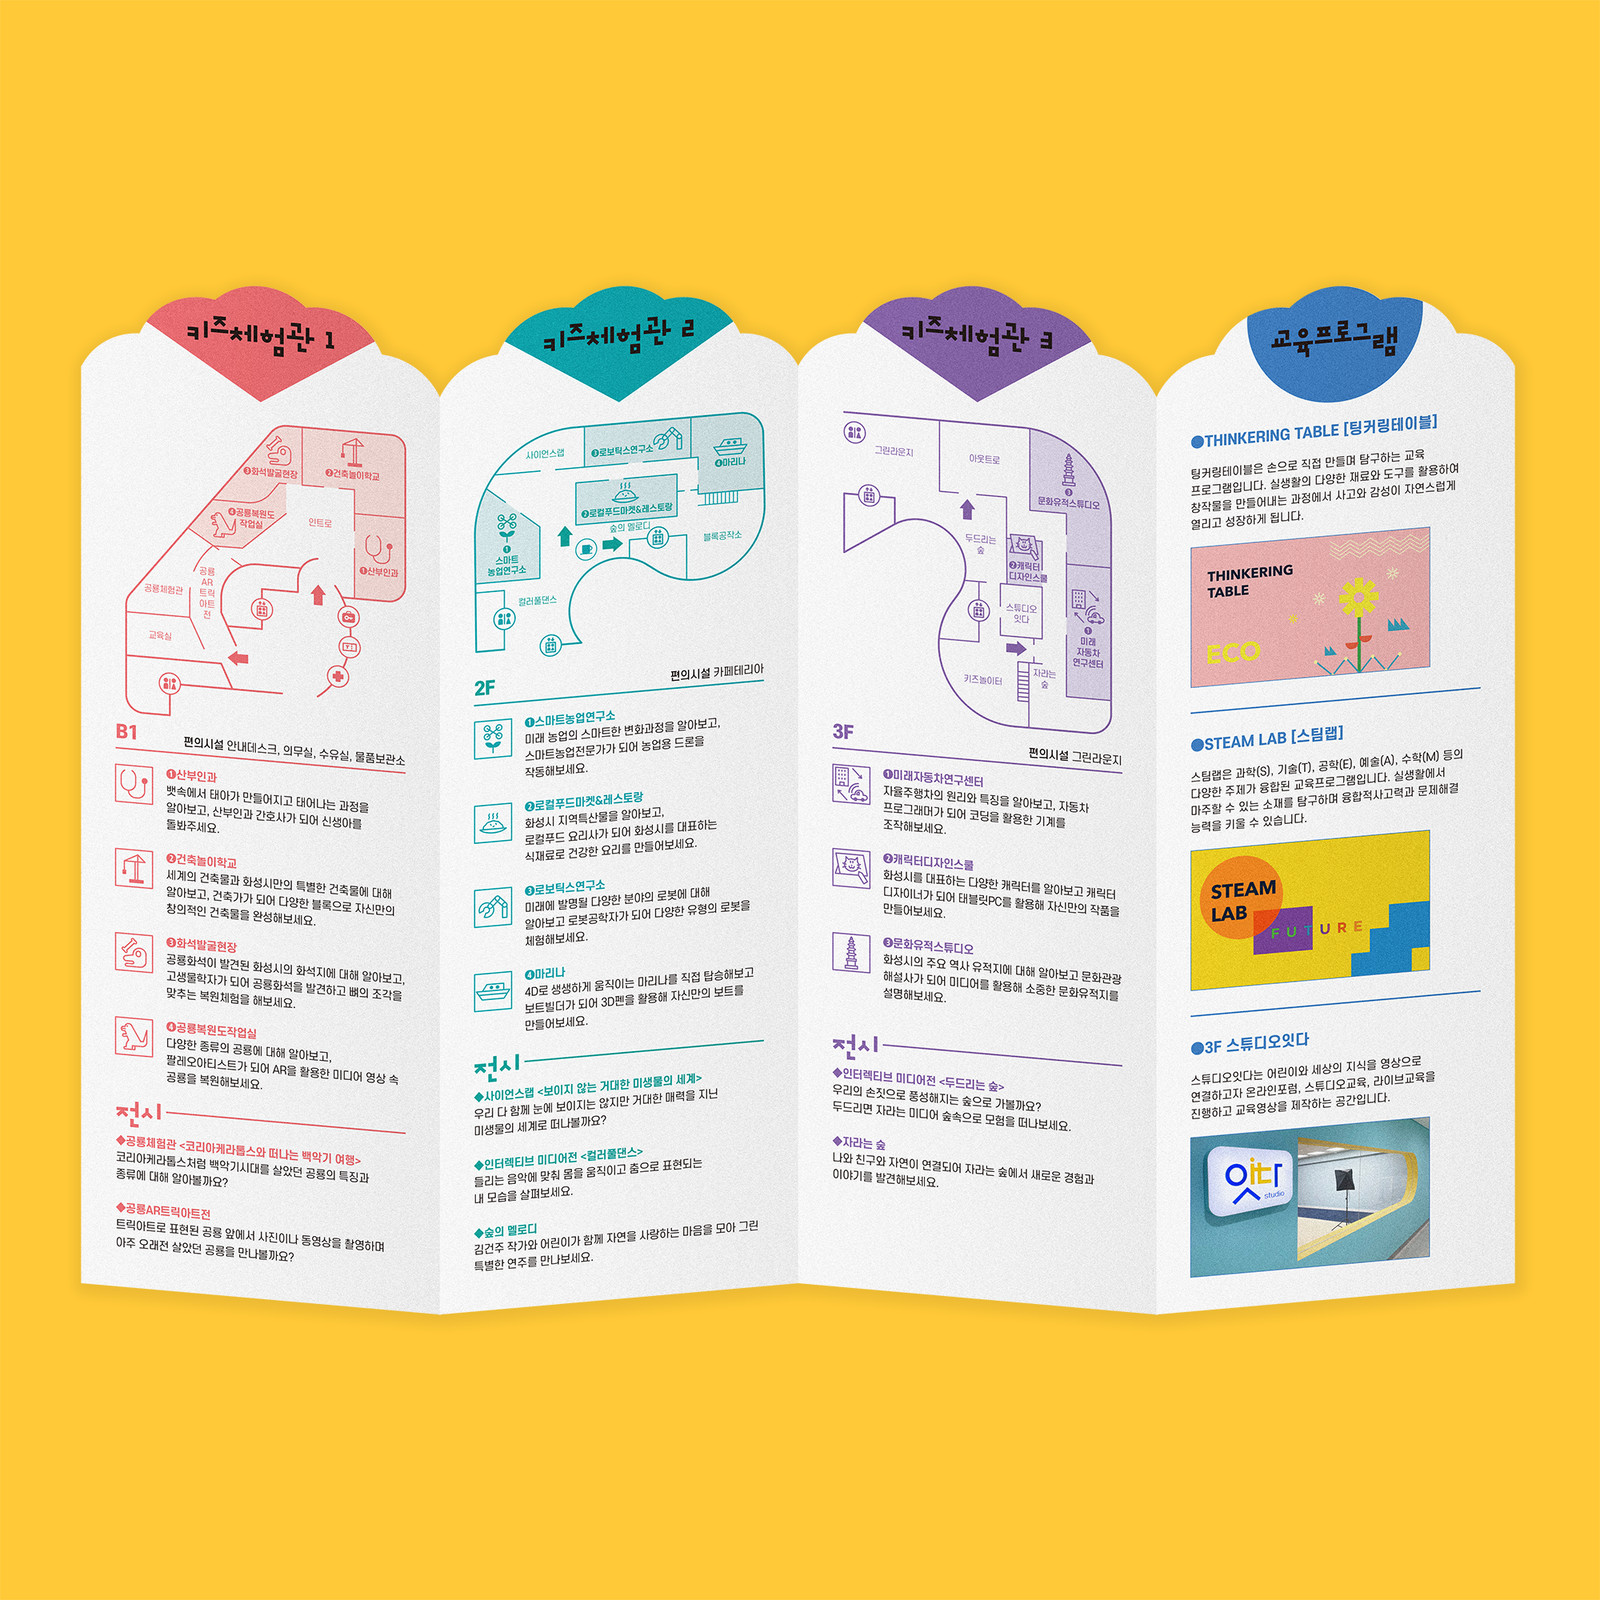 키즈체험관 1
❸화석발굴현장
❷건축놀이학교
❹공룡복원도
작업실
인트로
❶산부인과
공룡체험관
공룡
AR
트릭
아트
전
교육실
B1
편의시설 안내데스크, 의무실, 수유실, 물품보관소
❶산부인과
뱃속에서 태아가 만들어지고 태어나는 과정을
알아보고, 산부인과 간호사가 되어 신생아를
돌봐주세요.
❷건축놀이학교
세계의 건축물과 화성시만의 특별한 건축물에 대해
알아보고, 건축가가 되어 다양한 블록으로 자신만의
창의적인 건축물을 완성해보세요.
❸화석발굴현장
공룡화석이 발견된 화성시의 화석지에 대해 알아보고,
고생물학자가 되어 공룡화석을 발견하고 뼈의 조각을
맞추는 복원체험을 해보세요.
❹공룡복원도작업실
다양한 종류의 공룡에 대해 알아보고,
팔레오아티스트가 되어 AR을 활용한 미디어 영상 속
공룡을 복원해보세요.
전시
◆공룡체험관 <코리아케라톱스와 떠나는 백악기 여행>
코리아케라톱스처럼 백악기시대를 살았던 공룡의 특징과
종류에 대해 알아볼까요?
◆공룡AR트릭아트전
트릭아트로 표현된 공룡 앞에서 사진이나 동영상을 촬영하며
아주 오래전 살았던 공룡을 만나볼까요?
키즈체험관 2
사이언스랩
❸로보틱스연구소
❹마리나
❷로컬푸드마켓&레스토랑
숲의 멜로디
블록공작소
❶
스마트
농업연구소
컬러풀댄스
2F
편의시설 카페테리아
❶스마트농업연구소
미래 농업의 스마트한 변화과정을 알아보고,
스마트농업전문가가 되어 농업용 드론을
작동해보세요.
❷로컬푸드마켓&레스토랑
화성시 지역특산물을 알아보고,
로컬푸드 요리사가 되어 화성시를 대표하는
식재료로 건강한 요리를 만들어보세요.
❸로보틱스연구소
미래에 발명될 다양한 분야의 로봇에 대해
알아보고 로봇공학자가 되어 다양한 유형의 로봇을
체험해보세요.
❹마리나
4D로 생생하게 움직이는 마리나를 직접 탑승해보고
보트빌더가 되어 3D펜을 활용해 자신만의 보트를
만들어보세요.
전시
◆사이언스랩 <보이지 않는 거대한 미생물의 세계>
우리 다 함께 눈에 보이지는 않지만 거대한 매력을 지닌
미생물의 세계로 떠나볼까요?
◆인터렉티브 미디어전 <컬러풀댄스>
들리는 음악에 맞춰 몸을 움직이고 춤으로 표현되는
내 모습을 살펴보세요.
◆숲의 멜로디
김건주 작가와 어린이가 함께 자연을 사랑하는 마음을 모아 그린
특별한 연주를 만나보세요.
키즈체험관 3
그린라운지
아웃트로
❸
문화유적스튜디오
두드리는
숲
❷캐릭터
디자인스쿨
스튜디오
잇다
❶
미래
자동차
연구센터
키즈놀이터
자라는
숲
3F
편의시설 그린라운지
❶미래자동차연구센터
자율주행차의 원리와 특징을 알아보고, 자동차
프로그래머가 되어 코딩을 활용한 기계를
조작해보세요.
❷캐릭터디자인스쿨
화성시를 대표하는 다양한 캐릭터를 알아보고 캐릭터
디자이너가 되어 태블릿PC를 활용해 자신만의 작품을
만들어보세요.
❸문화유적스튜디오
화성시의 주요 역사 유적지에 대해 알아보고 문화관광
해설사가 되어 미디어를 활용해 소중한 문화유적지를
설명해보세요.
전시
◆인터렉티브 미디어전 <두드리는 숲>
우리의 손짓으로 풍성해지는 숲으로 가볼까요?
두드리면 자라는 미디어 숲속으로 모험을 떠나보세요.
◆자라는 숲
나와 친구와 자연이 연결되어 자라는 숲에서 새로운 경험과
이야기를 발견해보세요.
교육프로그램
●THINKERING TABLE [팅커링테이블]
팅커링테이블은 손으로 직접 만들며 탐구하는 교육
프로그램입니다. 실생활의 다양한 재료와 도구를 활용하여
창작물을 만들어내는 과정에서 사고와 감성이 자연스럽게
열리고 성장하게 됩니다.
THINKERING
TABLE
ECO
●STEAM LAB [스팀랩]
스팀랩은 과학(S), 기술(T), 공학(E), 예술(A), 수학(M) 등의
다양한 주제가 융합된 교육프로그램입니다. 실생활에서
마주할 수 있는 소재를 탐구하며 융합적사고력과 문제해결
능력을 키울 수 있습니다.
STEAM
LAB
FUTURE
●3F 스튜디오잇다
스튜디오잇다는 어린이와 세상의 지식을 영상으로
연결하고자 온라인포럼, 스튜디오교육, 라이브교육을
진행하고 교육영상을 제작하는 공간입니다.
잇다
studio